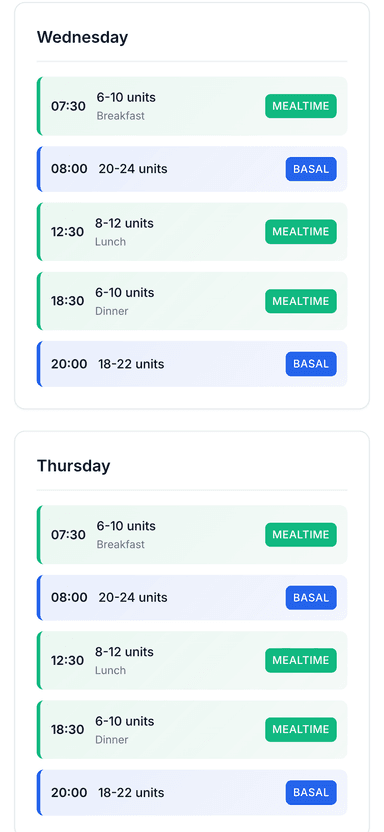 Wednesday
07:30 6-10 units MEALTIME
Breakfast
08:00 20-24 units BASAL
12:30 8-12 units MEALTIME
Lunch
18:30 6-10 units MEALTIME
Dinner
20:00 18-22 units BASAL
Thursday
07:30 6-10 units MEALTIME
Breakfast
08:00 20-24 units BASAL
12:30 8-12 units MEALTIME
Lunch
18:30 6-10 units MEALTIME
Dinner
20:00 18-22 units BASAL